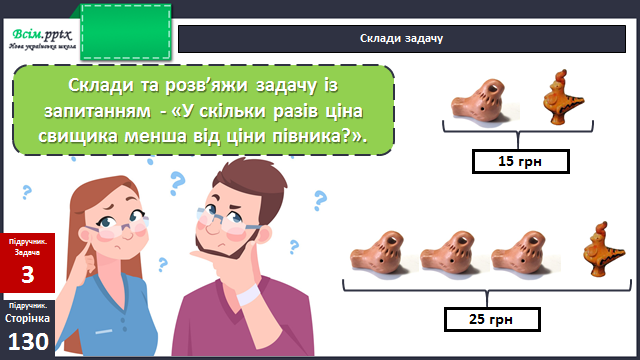 Всім.pptx
Нова українська школа
Склади задачу
Склади та розв’яжи задачу із
запитанням - «У скільки разів ціна
свищика менша від ціни півника?».
15 грн
25 грн
Підручник.
Задача
3
Підручник.
Сторінка
130